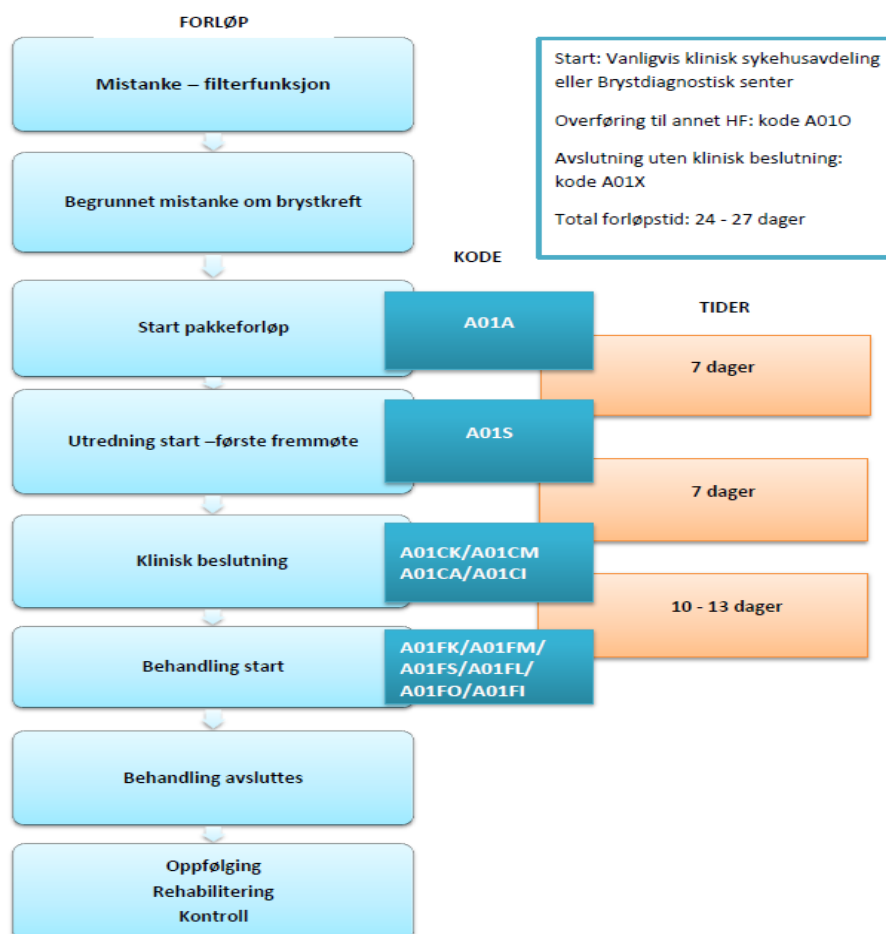 FORLØP
Mistanke – filterfunksjon
Begrunnet mistanke om brystkreft
Start: Vanligvis klinisk sykehusavdeling
eller Brystdiagnostisk senter
Overføring til annet HF: kode A01O
Avslutning uten klinisk beslutning:
kode A01X
Total forløpstid: 24 - 27 dager
KODE
TIDER
Start pakkeforløp
A01A
7 dager
Utredning start –første fremmøte
A01S
7 dager
Klinisk beslutning
A01CK/A01CM
A01CA/A01CI
10 - 13 dager
Behandling start
A01FK/A01FM/
A01FS/A01FL/
A01FO/A01FI
Behandling avsluttes
Oppfølging
Rehabilitering
Kontroll